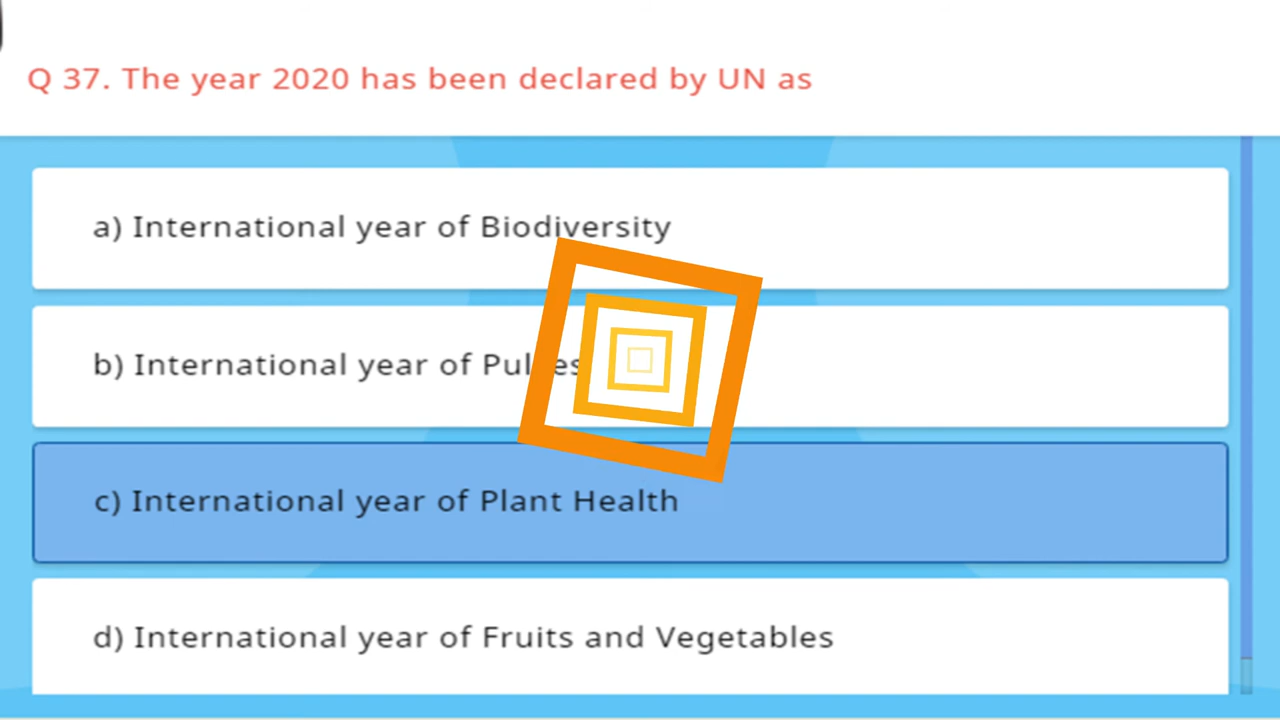 Q 37. The year 2020 has been declared by UN as
a) International year of Biodiversity
b) International year of
c) International year of Plant Health
d) International year of Fruits and Vegetables